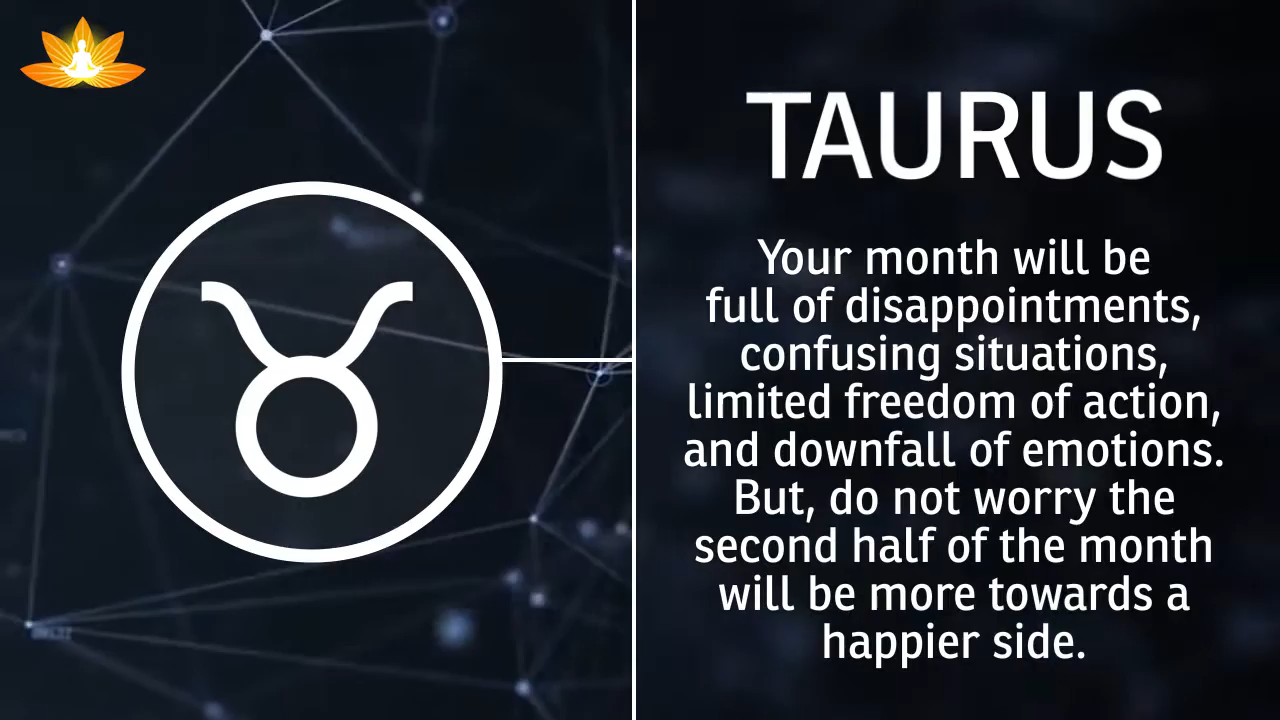 TAURUS
Your month will be
full of disappointments,
confusing situations,
limited freedom of action,
and downfall of emotions.
But, do not worry the
second half of the month
will be more towards a
happier side.